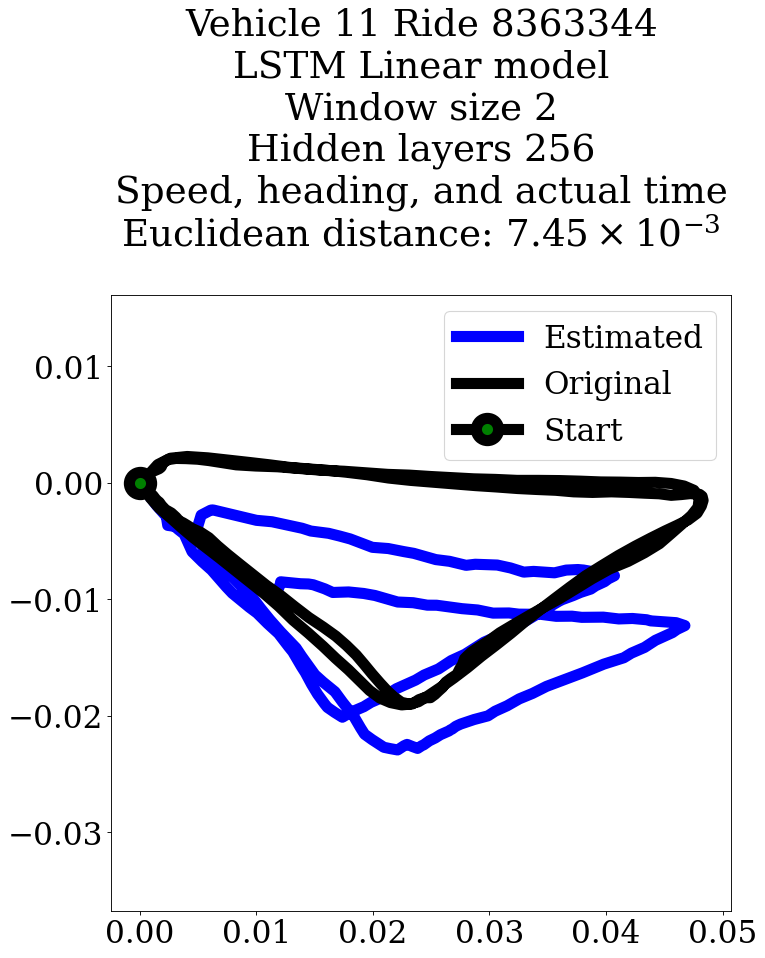 Vehicle 11 Ride 8363344
LSTM Linear model
Window size 2
Hidden layers 256
Speed, heading, and actual time
Euclidean distance: 7.45 × 10⁻³
Estimated
Original
Start
0.01
0.00
−0.01
−0.02
−0.03
0.00 0.01 0.02 0.03 0.04 0.05